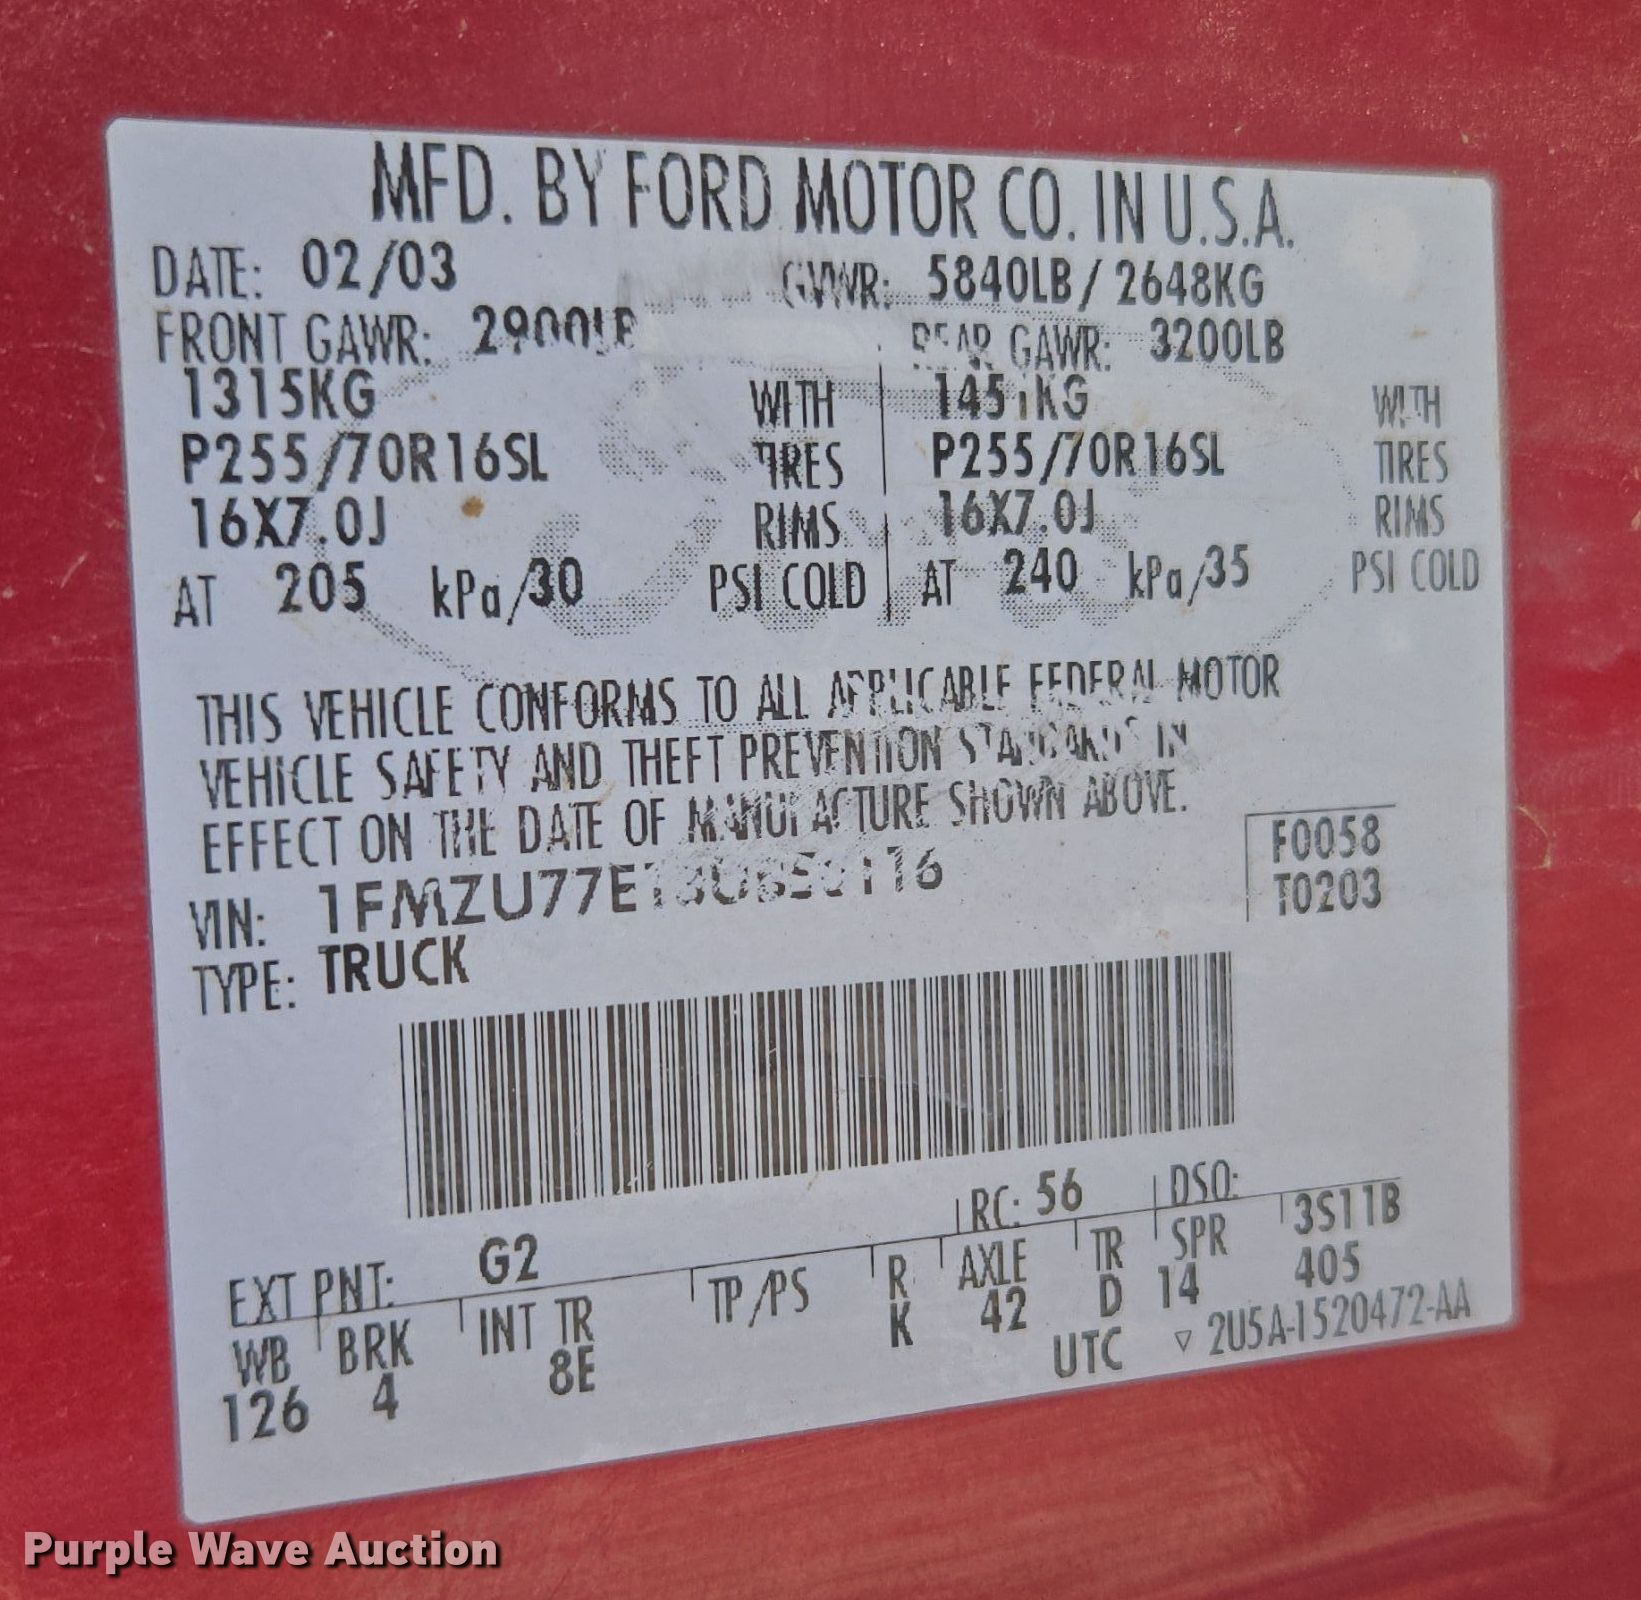 MFD. BY FORD MOTOR CO. IN U.S.A.
DATE: 02/03 GVWR: 5840LB / 2648KG
FRONT GAWR: 2900LB REAR GAWR: 3200LB
1315KG WITH 1451KG WITH
P255/70R16SL TIRES P255/70R16SL TIRES
16X7.0J RIMS 16X7.0J RIMS
AT 205 kPa/30 PSI COLD AT 240 kPa/35 PSI COLD
THIS VEHICLE CONFORMS TO ALL APPLICABLE FEDERAL MOTOR
VEHICLE SAFETY AND THEFT PREVENTION STANDARDS IN
EFFECT ON THE DATE OF MANUFACTURE SHOWN ABOVE.
F0058
T0203
VIN:
TYPE: TRUCK
EXT PNT: G2 RC: 56 DSO:
WB BRK INT TR TP/PS R AXLE TR SPR 3S11B
126 4 8E K 42 D 14 405
UTC ▽ 2U5A-1520472-AA
Purple Wave Auction